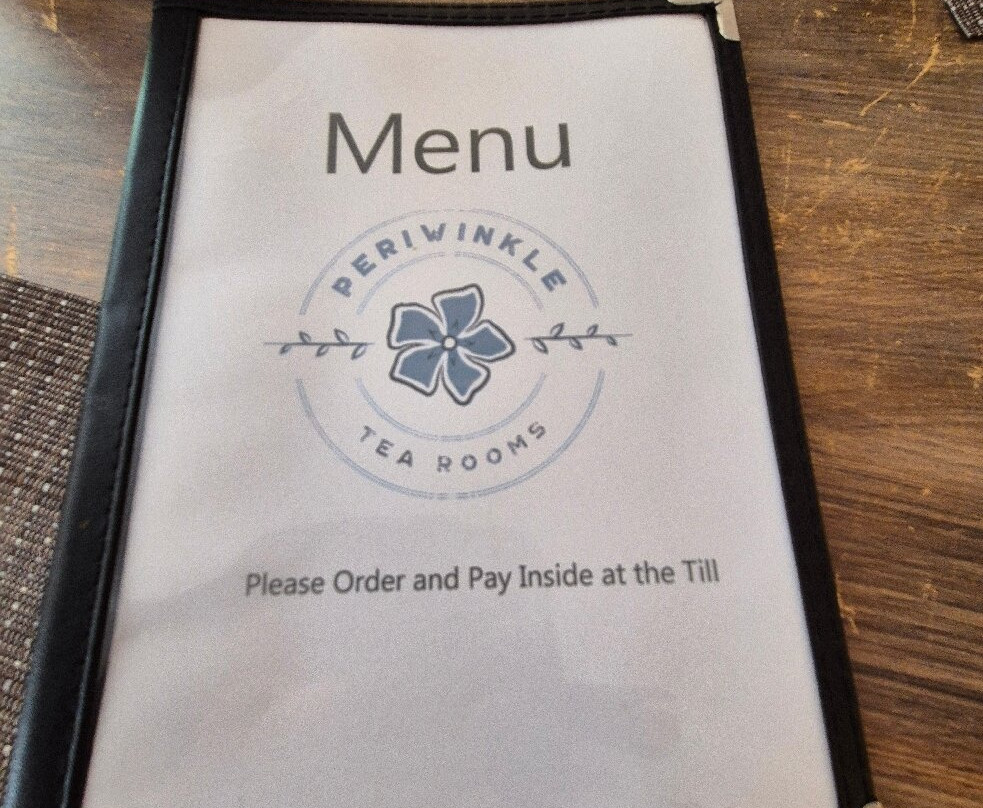 Menu
PERIWINKLE
TEA ROOMS
Please Order and Pay Inside at the Till